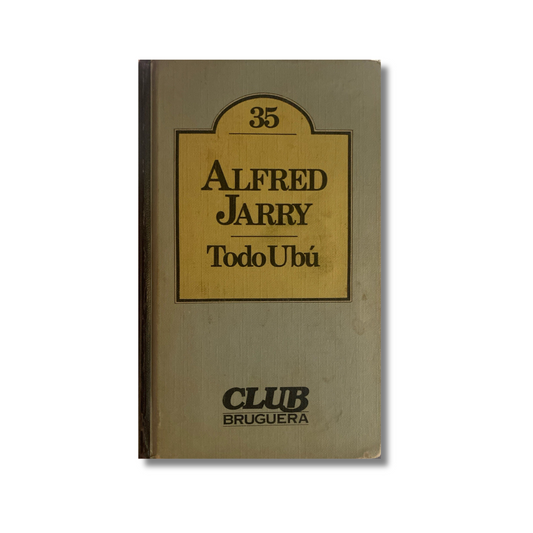 35
ALFRED
JARRY
Todo Ubú
CLUB
BRUGUERA